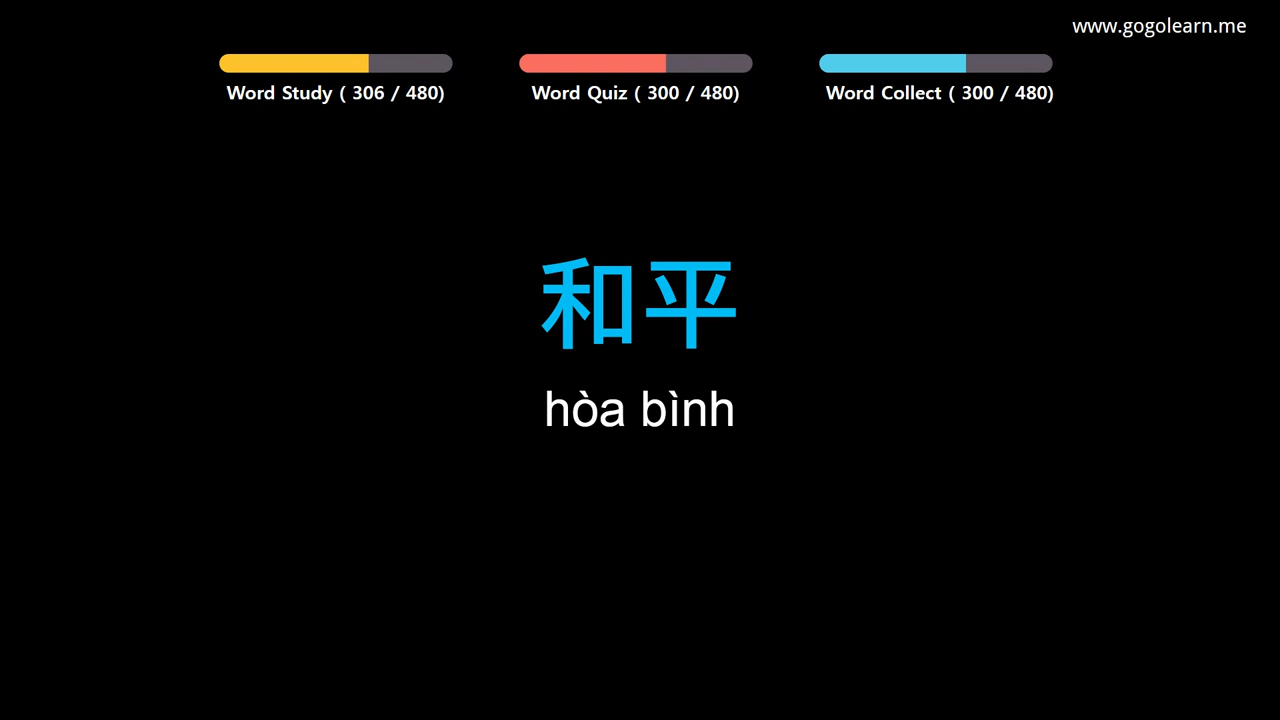 www.gogolearn.me
Word Study ( 306 / 480)
Word Quiz ( 300 / 480)
Word Collect ( 300 / 480)
和平
hòa bình